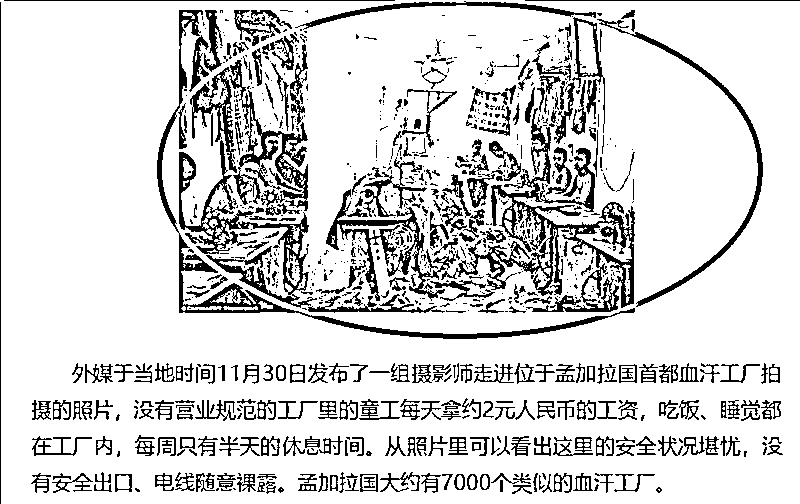 外媒于当地时间11月30日发布了一组摄影师走进位于孟加拉国首都血汗工厂拍
摄的照片，没有营业规范的工厂里的童工每天拿约2元人民币的工资，吃饭、睡觉都
在工厂内，每周只有半天的休息时间。从照片里可以看出这里的安全状况堪忧，没
有安全出口、电线随意裸露。孟加拉国大约有7000个类似的血汗工厂。